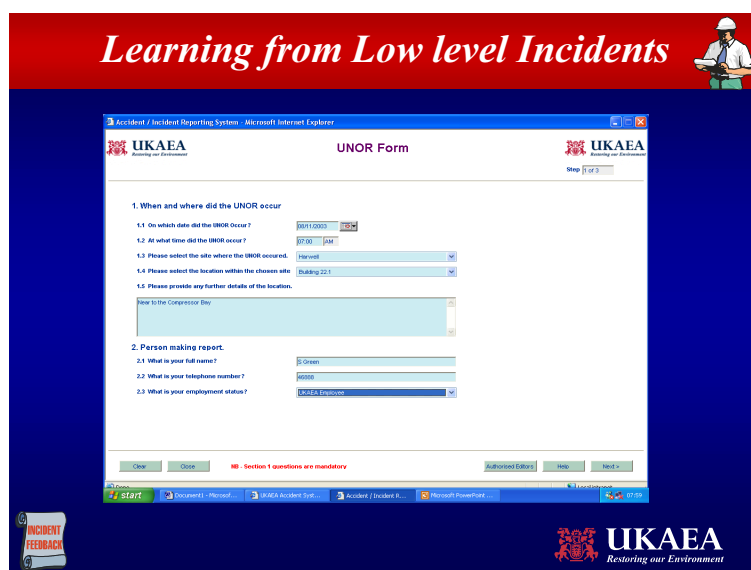 Learning from Low level Incidents
Accident / Incident Reporting System - Microsoft Internet Explorer
UKAEA
Restoring our Environment
UNOR Form
UKAEA
Restoring our Environment
Step 1 of 3
1. When and where did the UNOR occur
1.1 On which date did the UNOR Occur? 08/11/2003
1.2 At what time did the UNOR occur? 07:00 AM
1.3 Please select the site where the UNOR occured. Harwell
1.4 Please select the location within the chosen site Building 22.1
1.5 Please provide any further details of the location.
Near to the Compressor Bay
2. Person making report.
2.1 What is your full name? S Green
2.2 What is your telephone number? 46888
2.3 What is your employment status? UKAEA Employee
Clear Close NB - Section 1 questions are mandatory Authorised Editors Help Next >
Done Local intranet
start Document1 - Microsof... UKAEA Accident Syst... Accident / Incident R... Microsoft PowerPoint ... 07:59
INCIDENT
FEEDBACK
UKAEA
Restoring our Environment